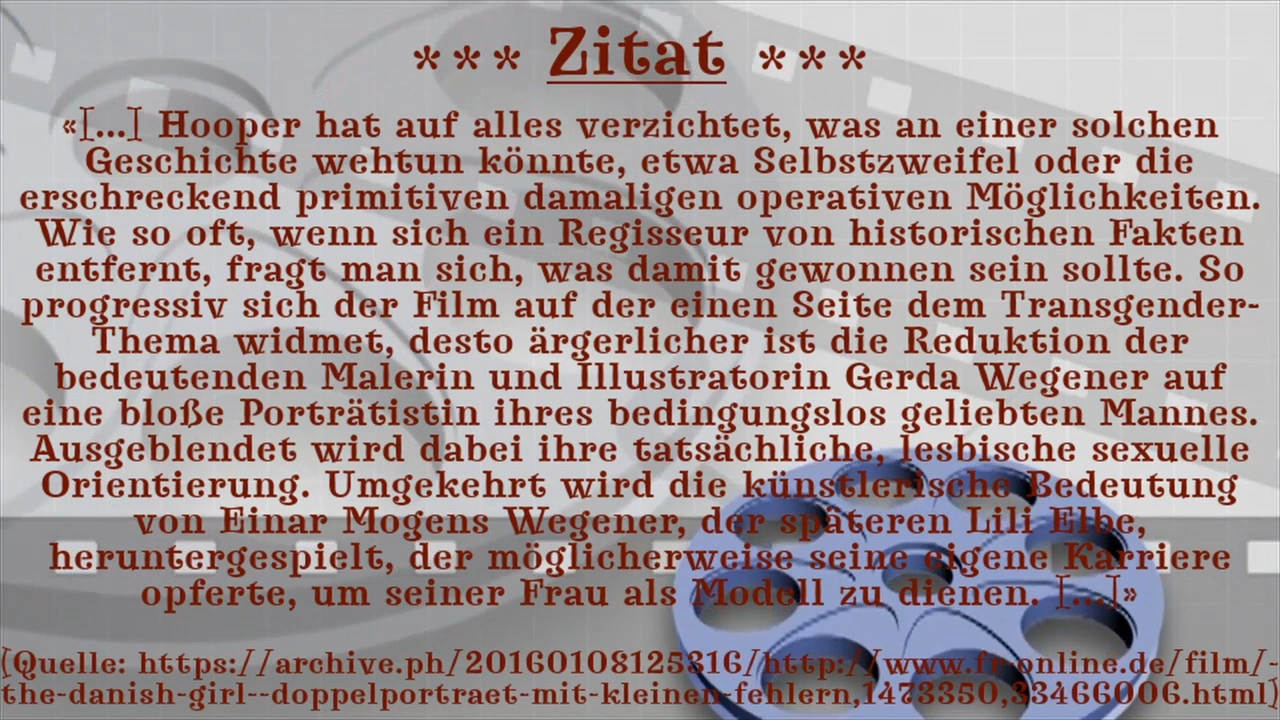 *** Zitat ***
«[...] Hooper hat auf alles verzichtet, was an einer solchen
Geschichte wehtun könnte, etwa Selbstzweifel oder die
erschreckend primitiven damaligen operativen Möglichkeiten.
Wie so oft, wenn sich ein Regisseur von historischen Fakten
entfernt, fragt man sich, was damit gewonnen sein sollte. So
progressiv sich der Film auf der einen Seite dem Transgender-
Thema widmet, desto ärgerlicher ist die Reduktion der
bedeutenden Malerin und Illustratorin Gerda Wegener auf
eine bloße Porträtistin ihres bedingungslos geliebten Mannes.
Ausgeblendet wird dabei ihre tatsächliche, lesbische sexuelle
Orientierung. Umgekehrt wird die künstlerische Bedeutung
von Einar Mogens Wegener, der späteren Lili Elbe,
heruntergespielt, der möglicherweise seine eigene Karriere
opferte, um seiner Frau als Modell zu dienen. [...]»
(Quelle: https://archive.ph/20160108125316/http://www.fr-online.de/film/-
the-danish-girl--doppelportraet-mit-kleinen-fehlern,1473350,33466006.html)